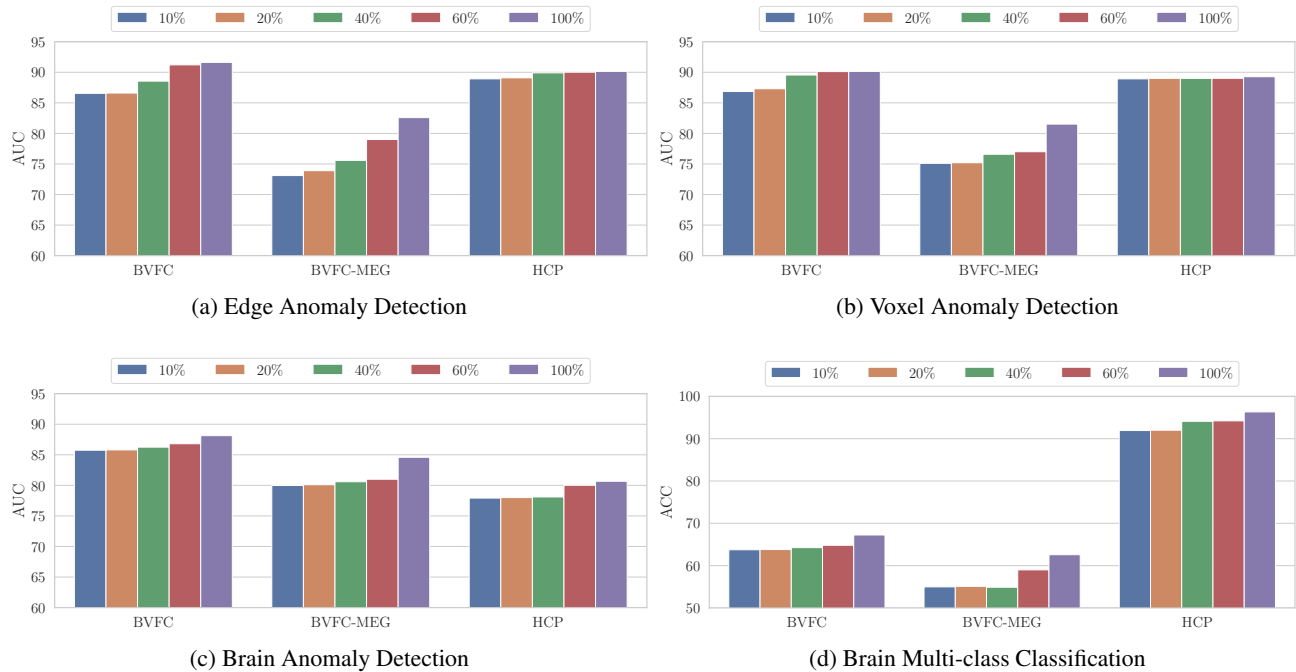 10% 20% 40% 60% 100%
95
90
85
80
75
70
65
60
AUC
BVFC BVFC-MEG HCP
(a) Edge Anomaly Detection
10% 20% 40% 60% 100%
95
90
85
80
75
70
65
60
AUC
BVFC BVFC-MEG HCP
(b) Voxel Anomaly Detection
10% 20% 40% 60% 100%
95
90
85
80
75
70
65
60
AUC
BVFC BVFC-MEG HCP
(c) Brain Anomaly Detection
10% 20% 40% 60% 100%
100
90
80
70
60
50
ACC
BVFC BVFC-MEG HCP
(d) Brain Multi-class Classification